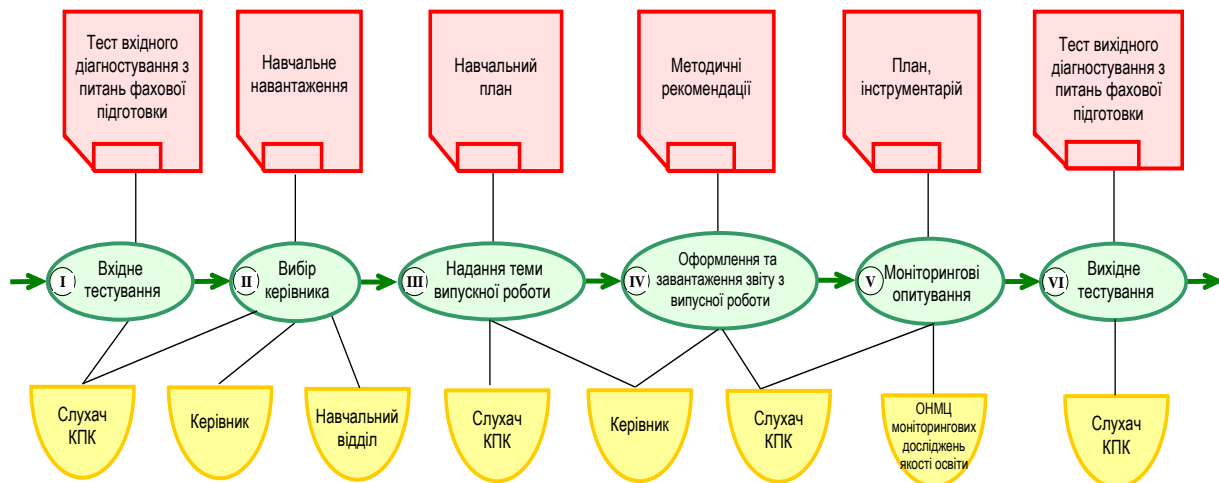 Тест вхідного
діагностування з
питань фахової
підготовки
Навчальне
навантаження
Навчальний
план
Методичні
рекомендації
План,
інструментарій
Тест вихідного
діагностування з
питань фахової
підготовки
I
Вхідне
тестування
II
Вибір
керівника
III
Надання теми
випускної роботи
IV
Оформлення та
завантаження звіту з
випусної роботи
V
Моніторингові
опитування
VI
Вихідне
тестування
Слухач
КПК
Керівник
Навчальний
відділ
Слухач
КПК
Керівник
Слухач
КПК
ОНМЦ
моніторингових
досліджень
якості освіти
Слухач
КПК